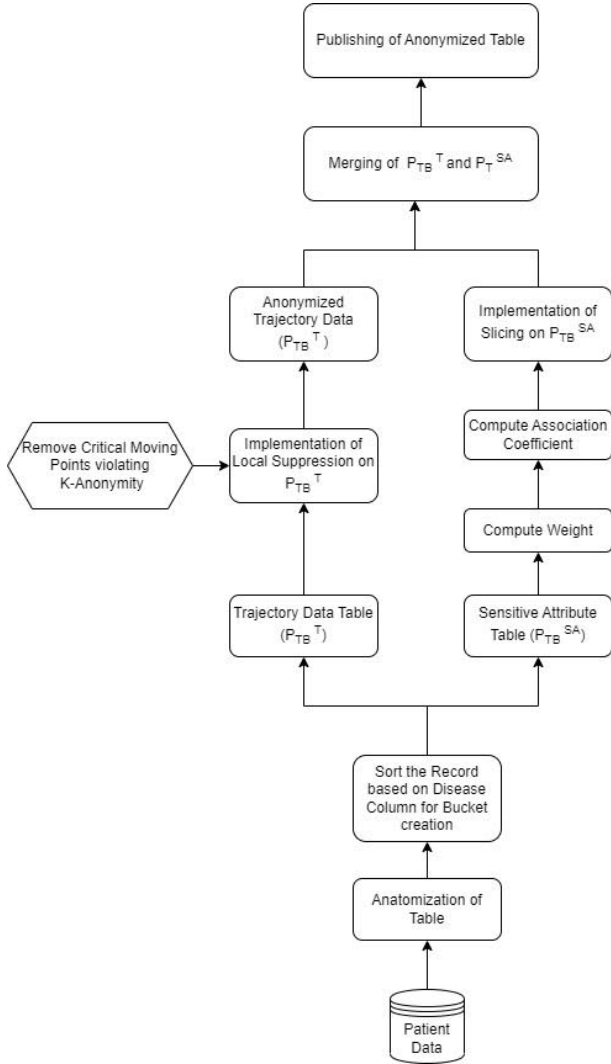 Publishing of Anonymized Table
Merging of P_TB^T and P_T^SA
Anonymized
Trajectory Data
(P_TB^T )
Implementation of
Slicing on P_TB^SA
Remove Critical Moving
Points violating
K-Anonymity
Implementation of
Local Suppression on
P_TB^T
Compute Association
Coefficient
Compute Weight
Trajectory Data Table
(P_TB^T)
Sensitive Attribute
Table (P_TB^SA)
Sort the Record
based on Disease
Column for Bucket
creation
Anatomization of
Table
Patient
Data